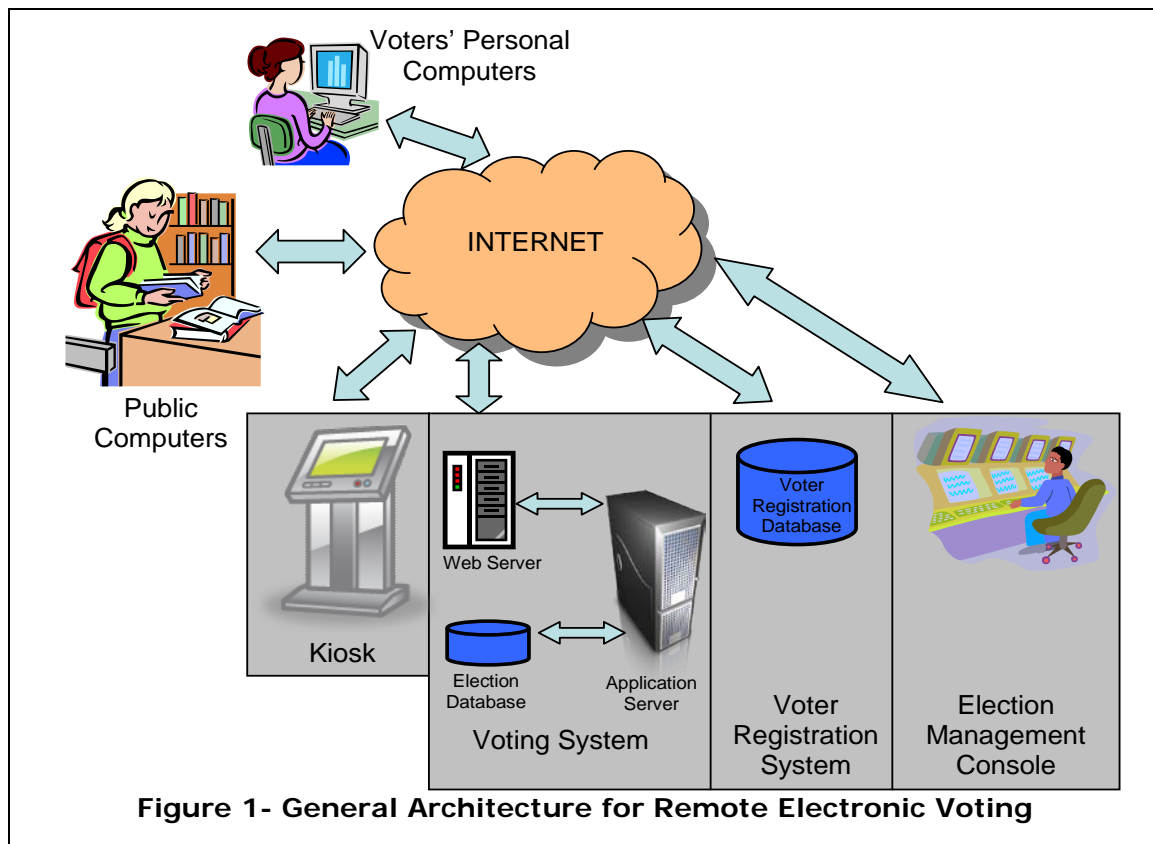 Voters' Personal
Computers
INTERNET
Public
Computers
Voter
Registration
Database
Web Server
Kiosk
Election
Database
Application
Server
Voting System
Voter
Registration
System
Election
Management
Console
Figure 1- General Architecture for Remote Electronic Voting